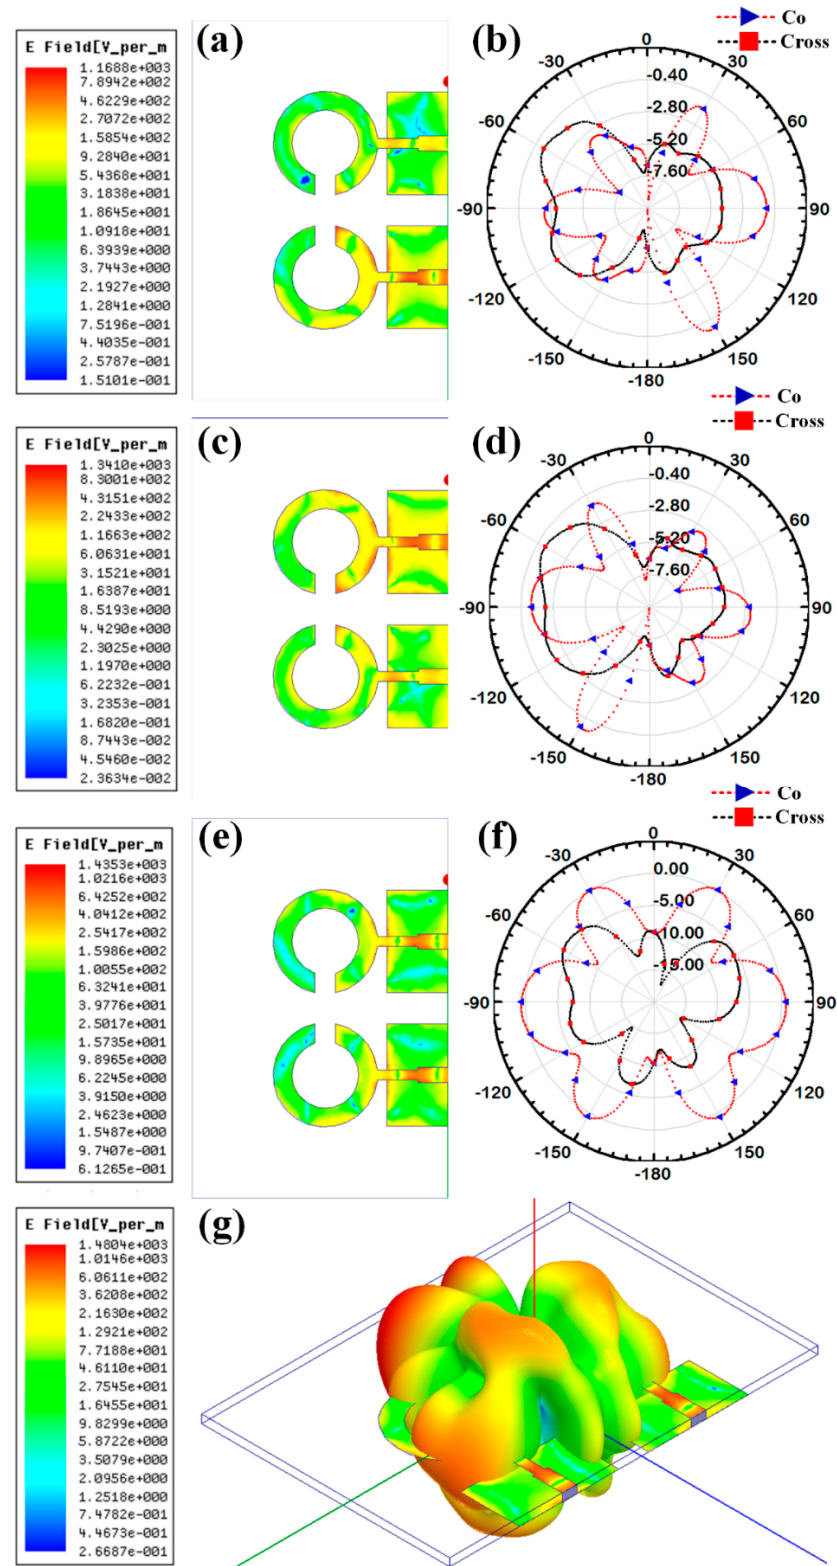 E Field[V_per_m
1.1688e+003
7.8942e+002
4.6229e+002
2.7072e+002
1.5854e+002
9.2840e+001
5.4368e+001
3.1838e+001
1.8645e+001
1.0918e+001
6.3939e+000
3.7443e+000
2.1927e+000
1.2841e+000
7.5196e-001
4.4035e-001
2.5787e-001
1.5101e-001
(a)
(b)
Co
Cross
0
30
60
90
120
150
-180
-150
-120
-90
-60
-30
-0.40
-2.80
-5.20
-7.60
E Field[V_per_m
1.3410e+003
8.3001e+002
4.3151e+002
2.2433e+002
1.1663e+002
6.0631e+001
3.1521e+001
1.6387e+001
8.5193e+000
4.4290e+000
2.3025e+000
1.1970e+000
6.2232e-001
3.2353e-001
1.6820e-001
8.7443e-002
4.5460e-002
2.3634e-002
(c)
(d)
Co
Cross
0
30
60
90
120
150
-180
-150
-120
-90
-60
-30
-0.40
-2.80
-5.20
-7.60
E Field[V_per_m
1.4353e+003
1.0216e+003
6.4252e+002
4.0412e+002
2.5417e+002
1.5986e+002
1.0055e+002
6.3241e+001
3.9776e+001
2.5017e+001
1.5735e+001
9.8965e+000
6.2245e+000
3.9150e+000
2.4623e+000
1.5487e+000
9.7407e-001
6.1265e-001
(e)
(f)
Co
Cross
0
30
60
90
120
150
-180
-150
-120
-90
-60
-30
0.00
-5.00
10.00
-5.00
E Field[V_per_m
1.4804e+003
1.0146e+003
6.0611e+002
3.6208e+002
2.1630e+002
1.2921e+002
7.7188e+001
4.6110e+001
2.7545e+001
1.6455e+001
9.8299e+000
5.8722e+000
3.5079e+000
2.0956e+000
1.2518e+000
7.4782e-001
4.4673e-001
2.6687e-001
(g)